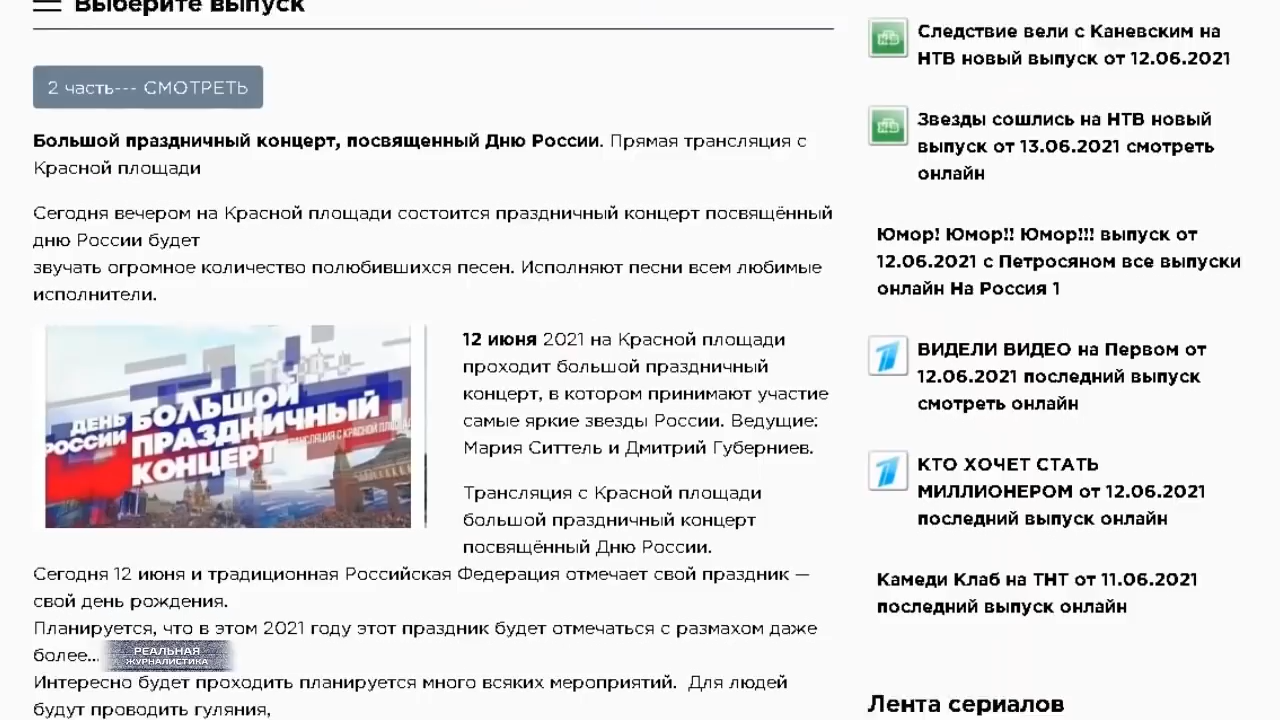 Выберите выпуск
2 часть--- СМОТРЕТЬ
Большой праздничный концерт, посвященный Дню России. Прямая трансляция с
Красной площади
Сегодня вечером на Красной площади состоится праздничный концерт посвящённый
дню России будет
звучать огромное количество полюбившихся песен. Исполняют песни всем любимые
исполнители.
ДЕНЬ
РОССИИ
БОЛЬШОЙ
ПРАЗДНИЧНЫЙ
КОНЦЕРТ
ТРАНСЛЯЦИЯ С КРАСНОЙ
12 июня 2021 на Красной площади
проходит большой праздничный
концерт, в котором принимают участие
самые яркие звезды России. Ведущие:
Мария Ситтель и Дмитрий Губерниев.
Трансляция с Красной площади
большой праздничный концерт
посвящённый Дню России.
Сегодня 12 июня и традиционная Российская Федерация отмечает свой праздник —
свой день рождения.
Планируется, что в этом 2021 году этот праздник будет отмечаться с размахом даже
более...
РЕАЛЬНАЯ
ЖУРНАЛИСТИКА
Интересно будет проходить планируется много всяких мероприятий. Для людей
будут проводить гуляния,
НТВ
Следствие вели с Каневским на
НТВ новый выпуск от 12.06.2021
НТВ
Звезды сошлись на НТВ новый
выпуск от 13.06.2021 смотреть
онлайн
Юмор! Юмор!! Юмор!!! выпуск от
12.06.2021 с Петросяном все выпуски
онлайн На Россия 1
ВИДЕЛИ ВИДЕО на Первом от
12.06.2021 последний выпуск
смотреть онлайн
КТО ХОЧЕТ СТАТЬ
МИЛЛИОНЕРОМ от 12.06.2021
последний выпуск онлайн
Камеди Клаб на ТНТ от 11.06.2021
последний выпуск онлайн
Лента сериалов